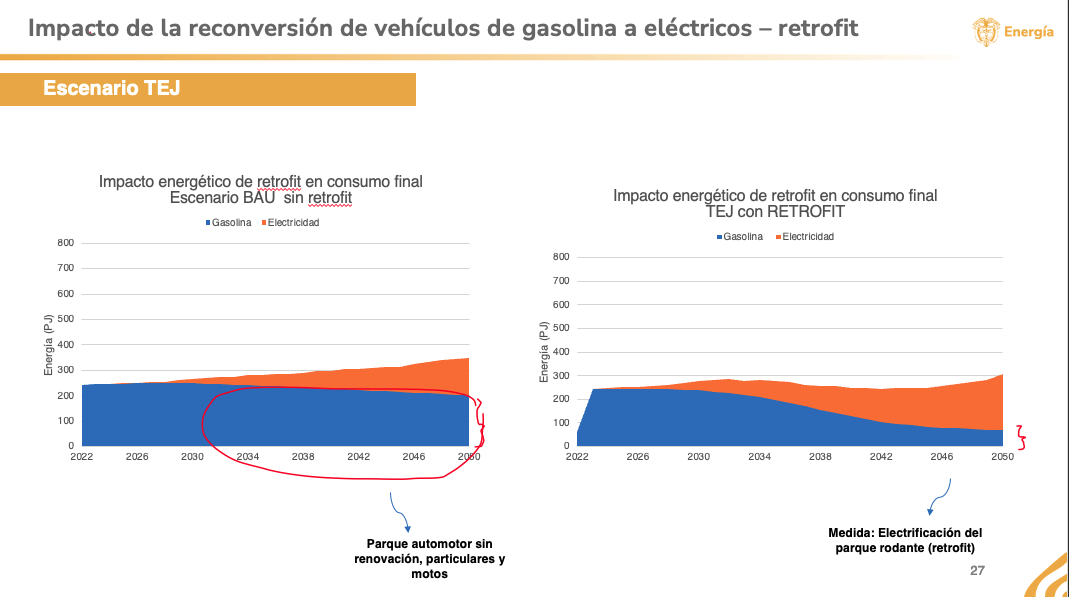 Impacto de la reconversión de vehículos de gasolina a eléctricos – retrofit
Energía
Escenario TEJ
Impacto energético de retrofit en consumo final
Escenario BAU sin retrofit
Gasolina Electricidad
Energía (PJ)
800
700
600
500
400
300
200
100
0
2022 2026 2030 2034 2038 2042 2046 2050
Parque automotor sin
renovación, particulares y
motos
Impacto energético de retrofit en consumo final
TEJ con RETROFIT
Gasolina Electricidad
Energía (PJ)
800
700
600
500
400
300
200
100
0
2022 2026 2030 2034 2038 2042 2046 2050
Medida: Electrificación del
parque rodante (retrofit)
27